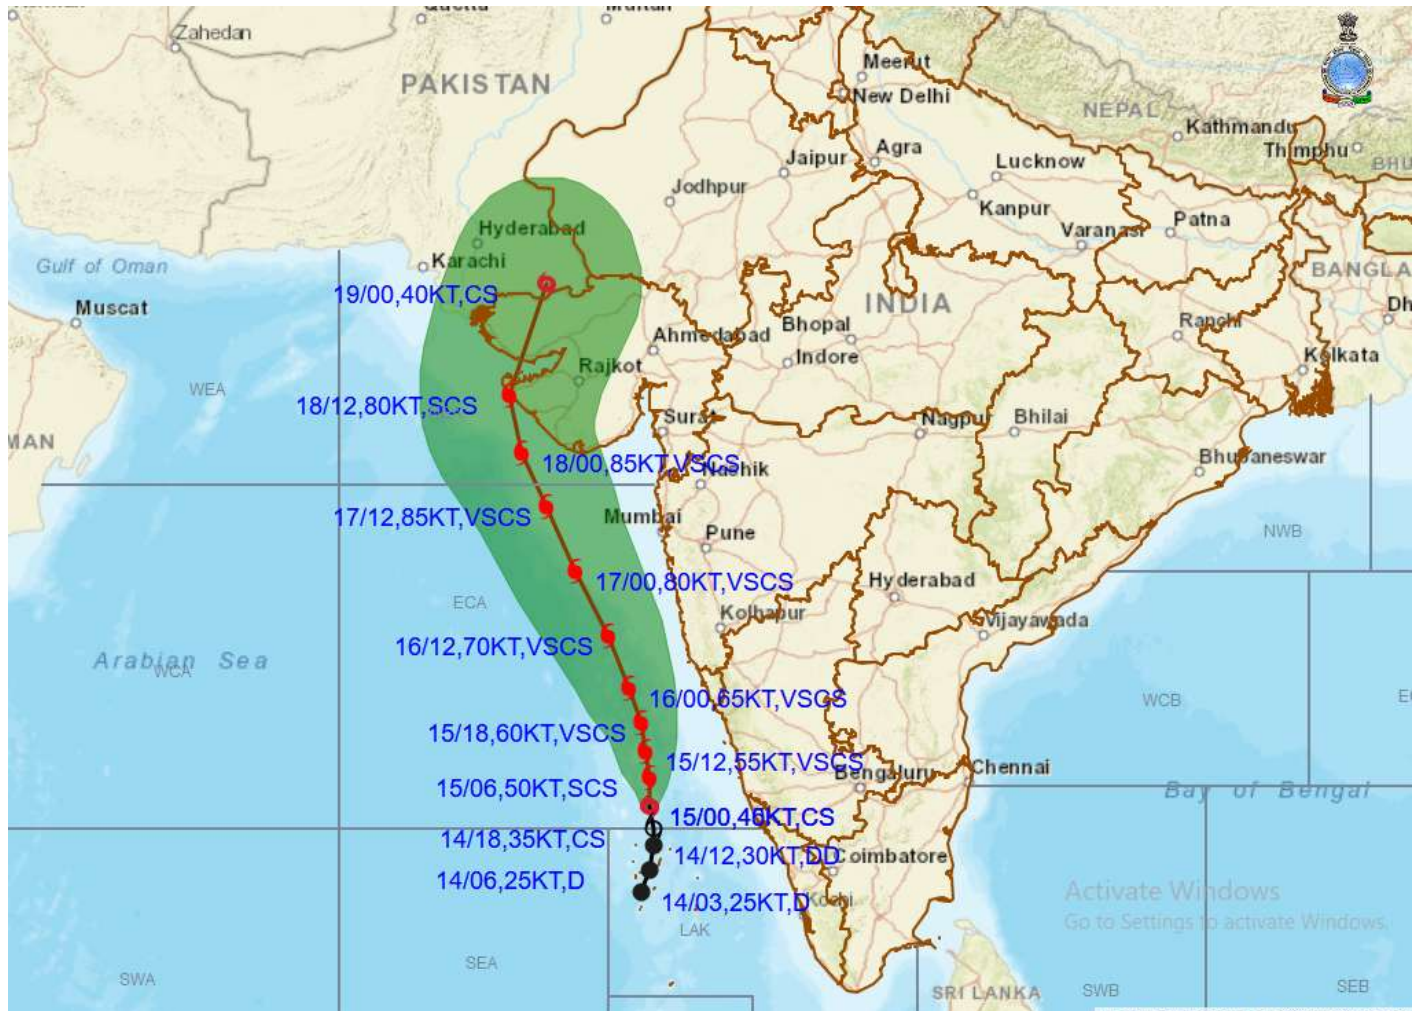 Quetta
Multan
Zahedan
Meerut
PAKISTAN
New Delhi
NEPAL
Kathmandu
Agra
Thimphu
Jaipur
Lucknow
BHU
Jodhpur
Kanpur
Patna
Varanasi
Hyderabad
Karachi
Gulf of Oman
BANGLA
19/00,40KT,CS
INDIA
Muscat
Dh
Bhopal
Ranchi
Ahmedabad
Kolkata
Indore
Rajkot
WEA
18/12,80KT,SCS
Surat
Nagpur
Bhilai
MAN
Bhubaneswar
18/00,85KT,VSCS
Nashik
17/12,85KT,VSCS
Mumbai
Pune
NWB
17/00,80KT,VSCS
Hyderabad
ECA
Kolhapur
Vijayawada
16/12,70KT,VSCS
Arabian Sea
WCA
16/00,65KT,VSCS
WCB
15/18,60KT,VSCS
15/12,55KT,VSCS
Bengaluru
Chennai
15/06,50KT,SCS
Bay of Bengal
14/18,35KT,CS
14/12,30KT,DD
Coimbatore
14/06,25KT,D
Activate Windows
14/03,25KT,D
Kochi
Go to Settings to activate Windows.
LAK
SEA
SWA
SRI LANKA
SWB
SEB